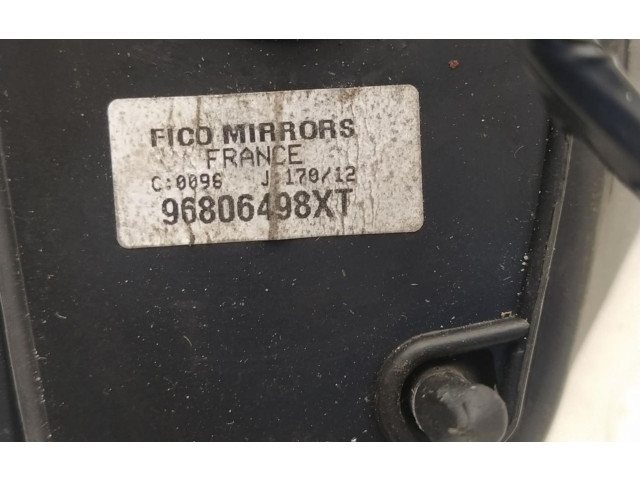 FICO MIRRORS
FRANCE
C:0096 J 170/12
96806498XT